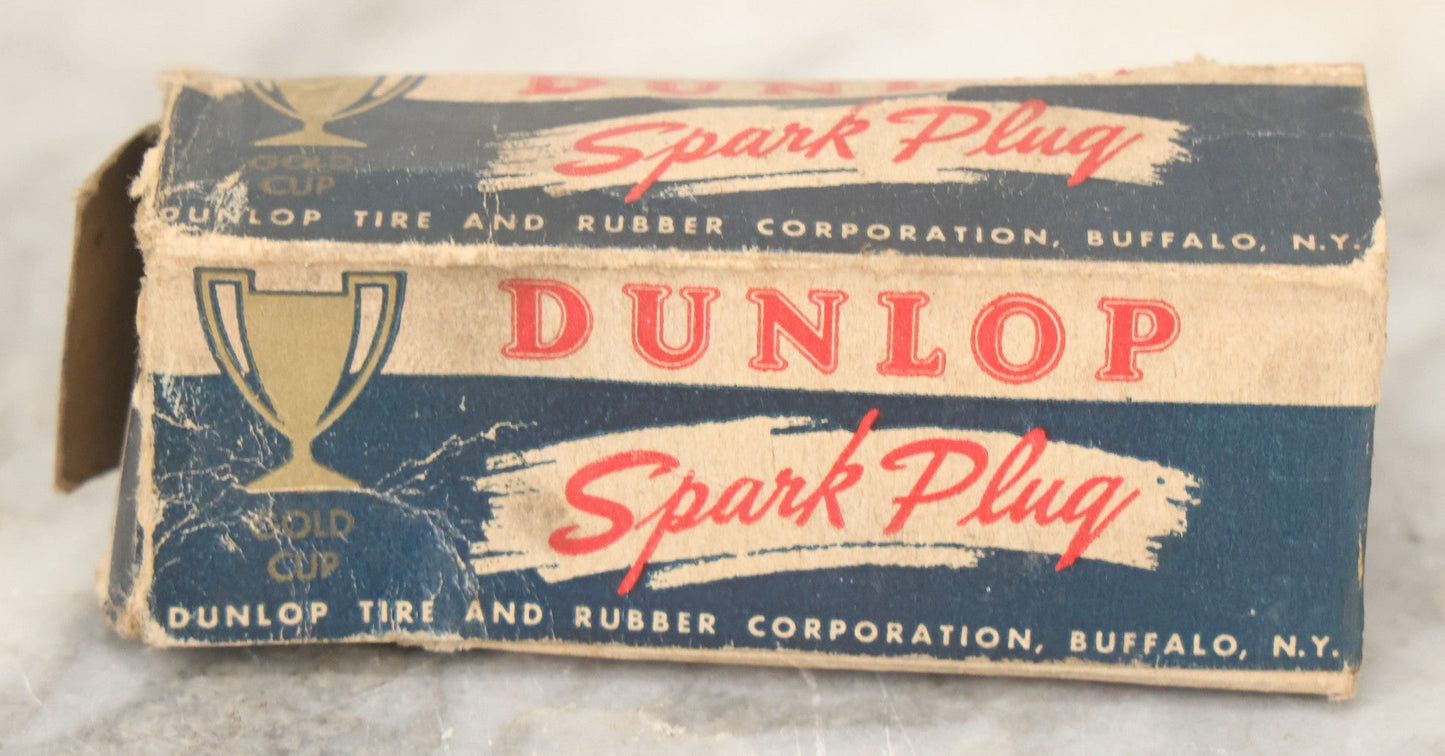 DUNLOP
Spark Plug
GOLD
CUP
DUNLOP TIRE AND RUBBER CORPORATION, BUFFALO, N.Y.
DUNLOP
Spark Plug
GOLD
CUP
DUNLOP TIRE AND RUBBER CORPORATION, BUFFALO, N.Y.